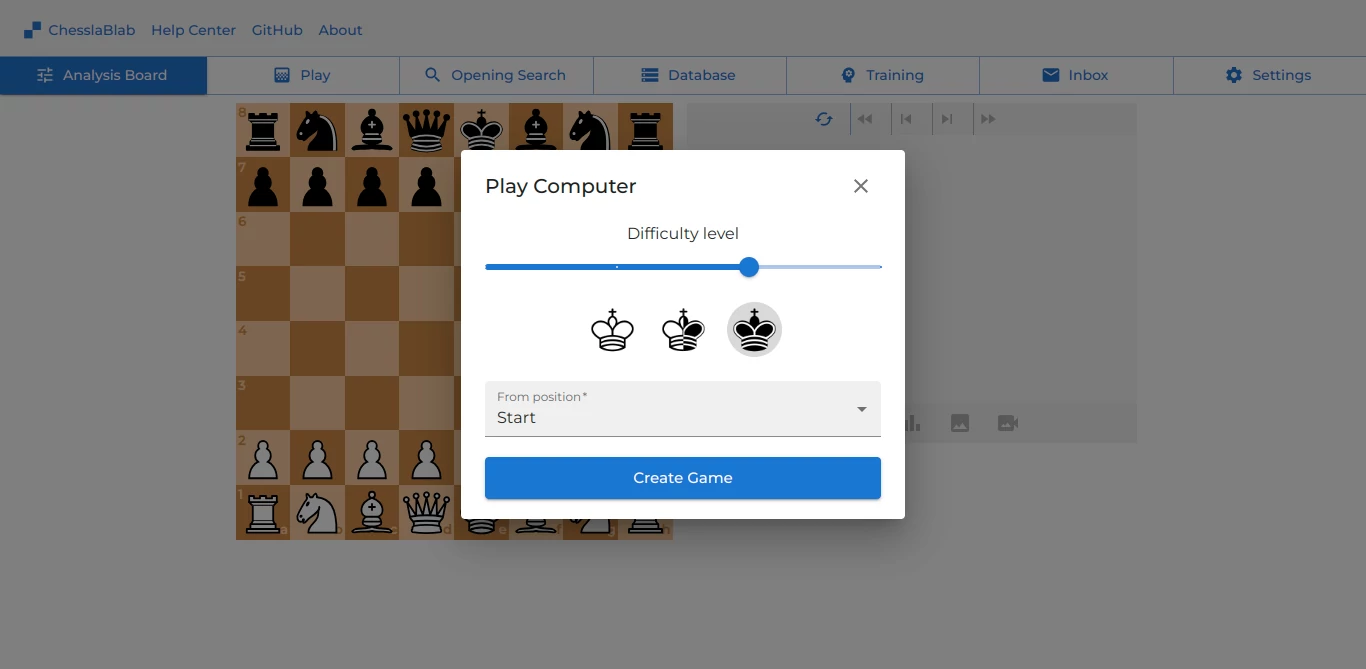 ChesslaBlab Help Center GitHub About
Analysis Board Play Opening Search Database Training Inbox Settings
8
7
6
5
4
3
2
1
a b c d e f g h
Play Computer
Difficulty level
From position*
Start
Create Game